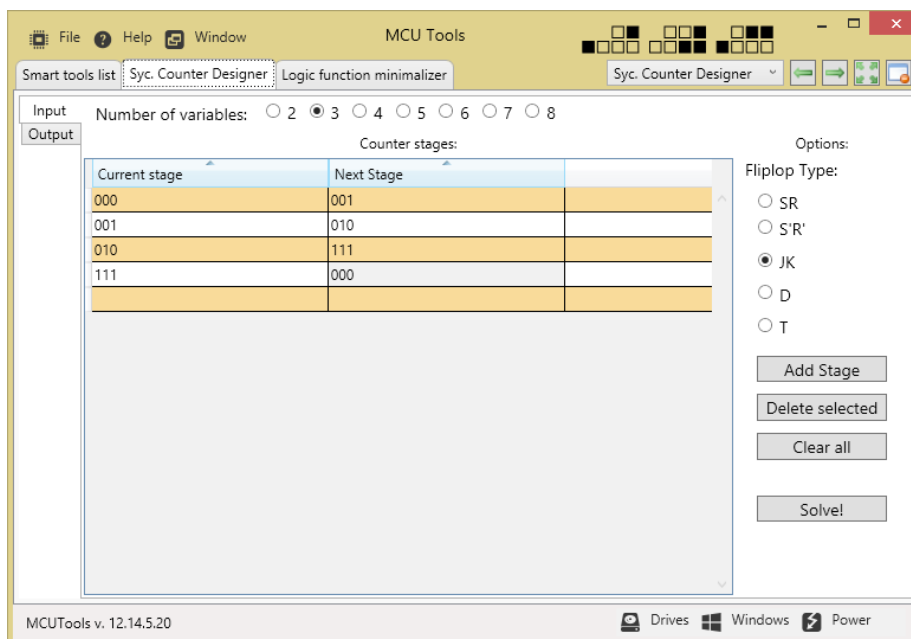 File Help Window MCU Tools
Smart tools list Syc. Counter Designer Logic function minimalizer Syc. Counter Designer
Input Number of variables: 2 3 4 5 6 7 8
Output
Counter stages: Options:
Current stage Next Stage Fliplop Type:
000 001 SR
001 010 S'R'
010 111 JK
111 000
D
T
Add Stage
Delete selected
Clear all
Solve!
MCUTools v. 12.14.5.20 Drives Windows Power